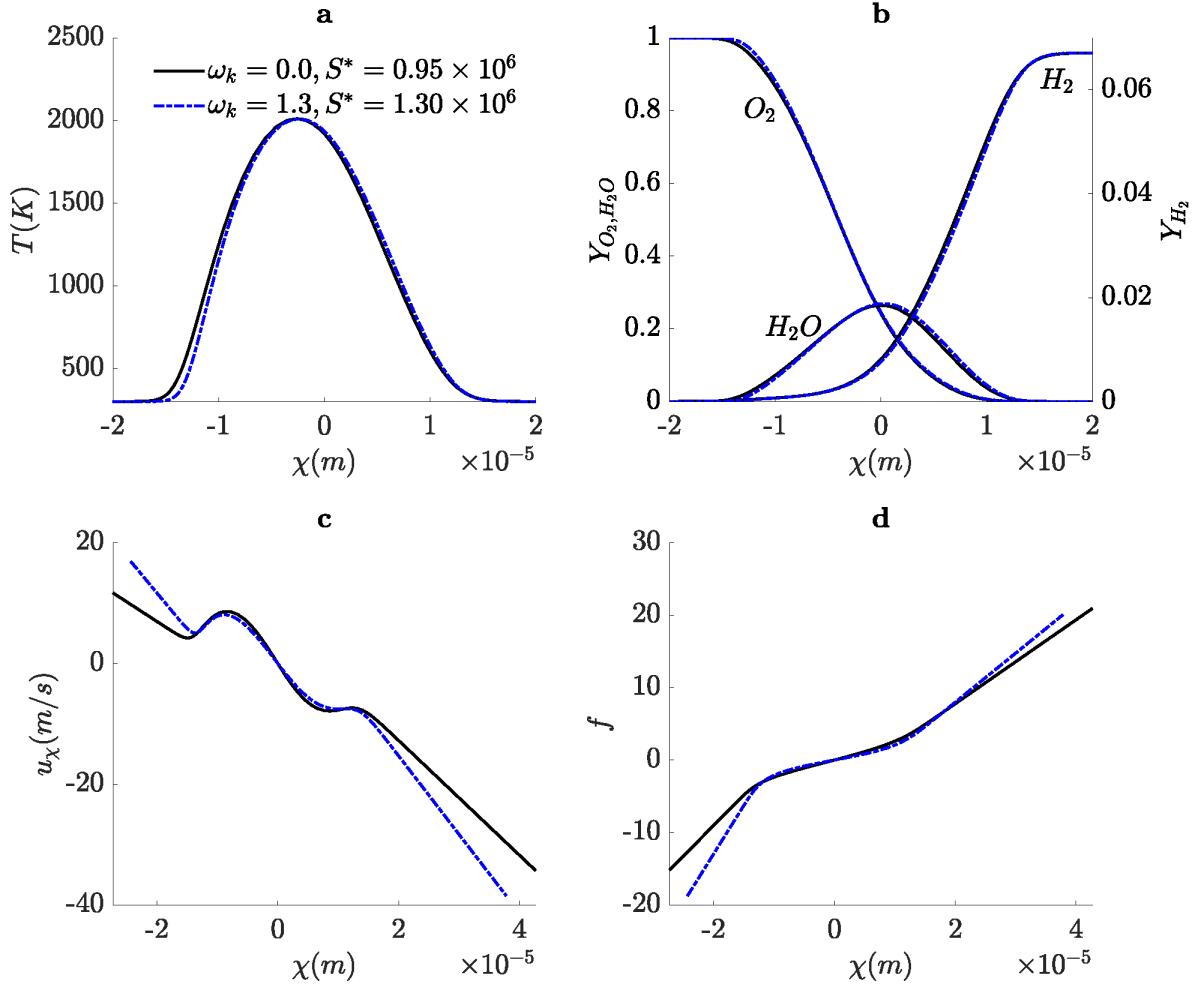 a
2500
2000
1500
1000
500
T(K)
ω_k = 0.0, S* = 0.95 × 10^6
ω_k = 1.3, S* = 1.30 × 10^6
-2 -1 0 1 2
χ(m) ×10^−5
b
1
0.8
0.6
0.4
0.2
0
Y_{O_2,H_2O}
O_2
H_2
H_2O
0.06
0.04
0.02
0
Y_{H_2}
-2 -1 0 1 2
χ(m) ×10^−5
c
20
0
-20
-40
u_χ(m/s)
-2 0 2 4
χ(m) ×10^−5
d
30
20
10
0
-10
-20
f
-2 0 2 4
χ(m) ×10^−5